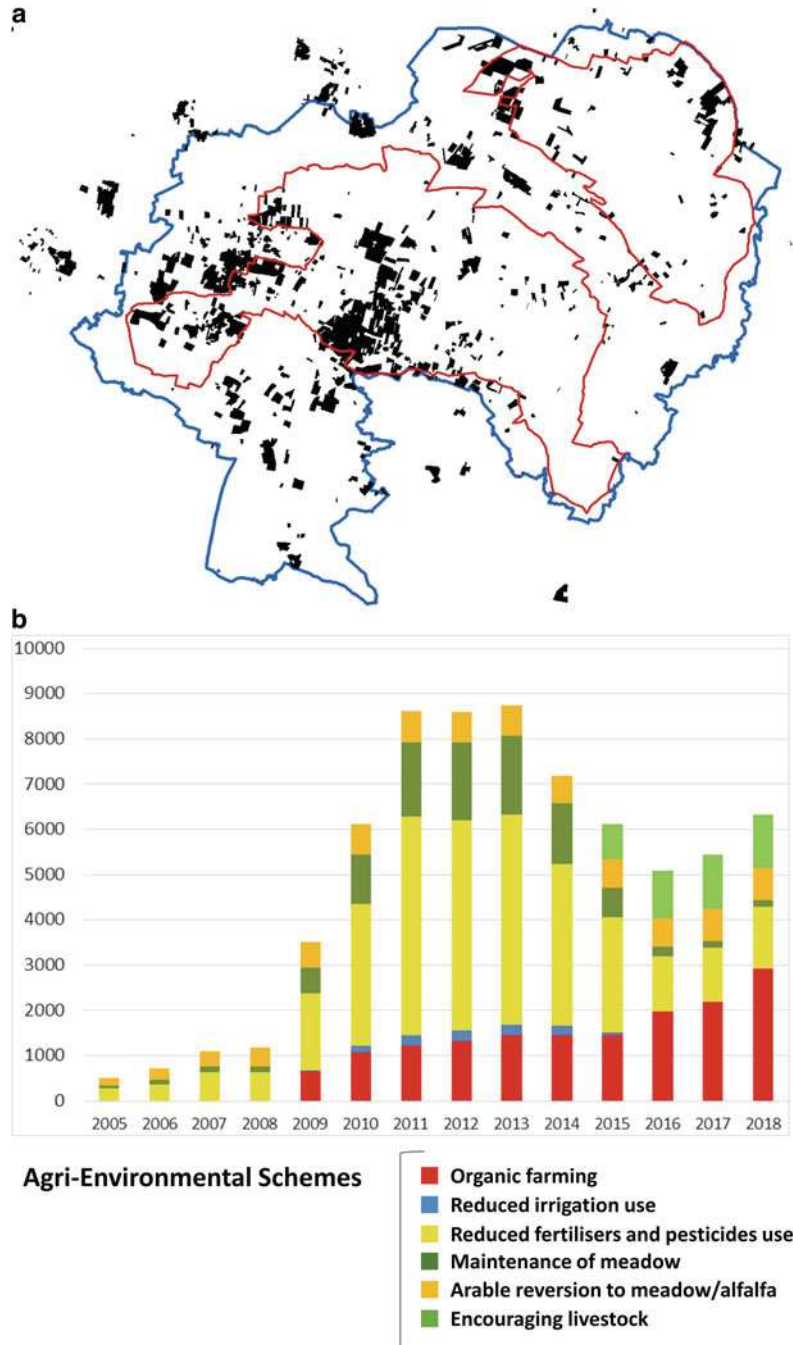 a
b
10000
9000
8000
7000
6000
5000
4000
3000
2000
1000
0
2005 2006 2007 2008 2009 2010 2011 2012 2013 2014 2015 2016 2017 2018
Agri-Environmental Schemes
Organic farming
Reduced irrigation use
Reduced fertilisers and pesticides use
Maintenance of meadow
Arable reversion to meadow/alfalfa
Encouraging livestock